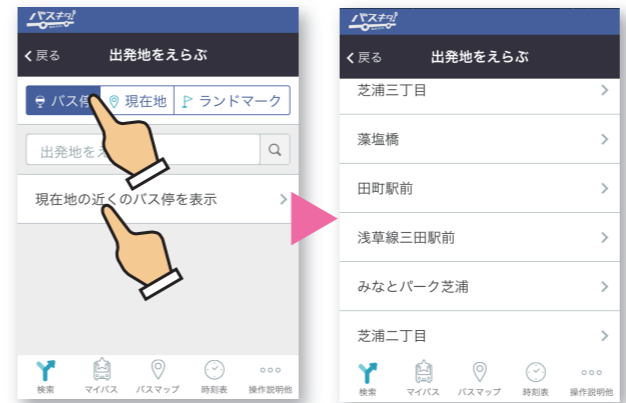 バスキタ!
戻る 出発地をえらぶ
バス停 現在地 ランドマーク
出発地をえ
現在地の近くのバス停を表示
検索 マイバス バスマップ 時刻表 操作説明他
バスキタ!
戻る 出発地をえらぶ
芝浦三丁目
藻塩橋
田町駅前
浅草線三田駅前
みなとパーク芝浦
芝浦二丁目
検索 マイバス バスマップ 時刻表 操作説明他